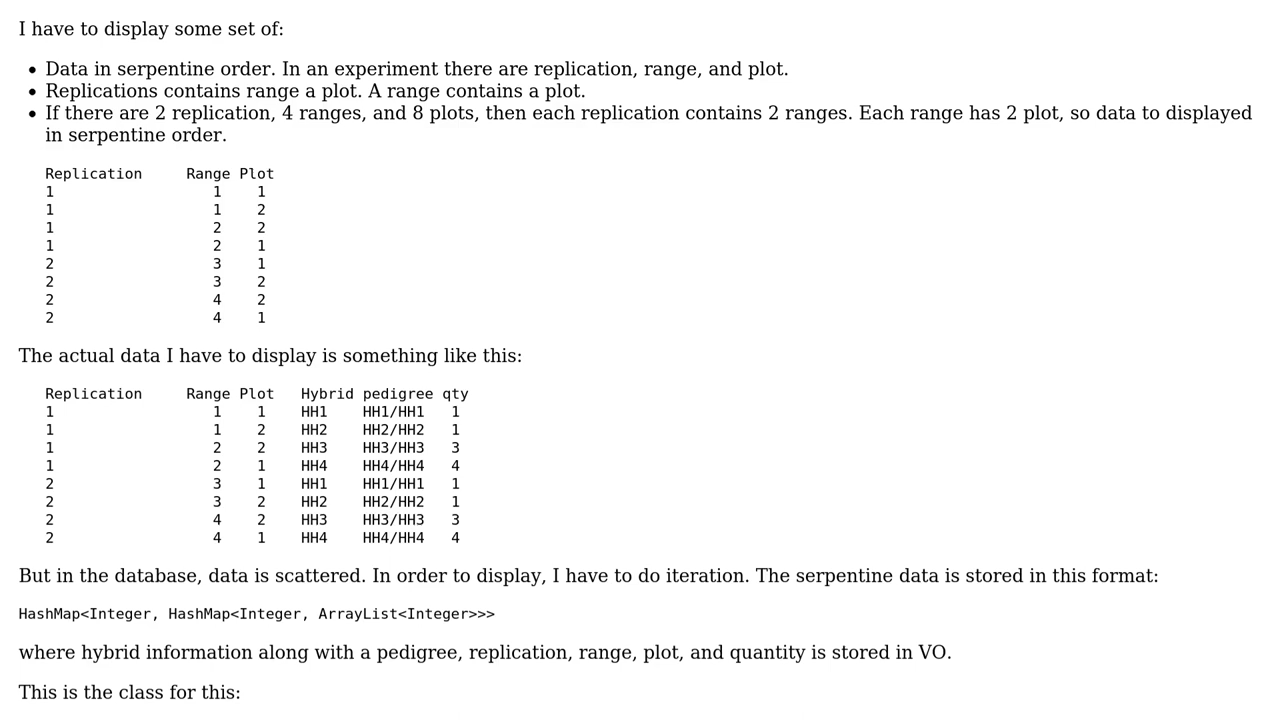 I have to display some set of:
• Data in serpentine order. In an experiment there are replication, range, and plot.
• Replications contains range a plot. A range contains a plot.
• If there are 2 replication, 4 ranges, and 8 plots, then each replication contains 2 ranges. Each range has 2 plot, so data to displayed
in serpentine order.
Replication     Range Plot
1                  1    1
1                  1    2
1                  2    2
1                  2    1
2                  3    1
2                  3    2
2                  4    2
2                  4    1
The actual data I have to display is something like this:
Replication     Range Plot   Hybrid pedigree qty
1                  1    1    HH1    HH1/HH1   1
1                  1    2    HH2    HH2/HH2   1
1                  2    2    HH3    HH3/HH3   3
1                  2    1    HH4    HH4/HH4   4
2                  3    1    HH1    HH1/HH1   1
2                  3    2    HH2    HH2/HH2   1
2                  4    2    HH3    HH3/HH3   3
2                  4    1    HH4    HH4/HH4   4
But in the database, data is scattered. In order to display, I have to do iteration. The serpentine data is stored in this format:
HashMap<Integer, HashMap<Integer, ArrayList<Integer>>>
where hybrid information along with a pedigree, replication, range, plot, and quantity is stored in VO.
This is the class for this: